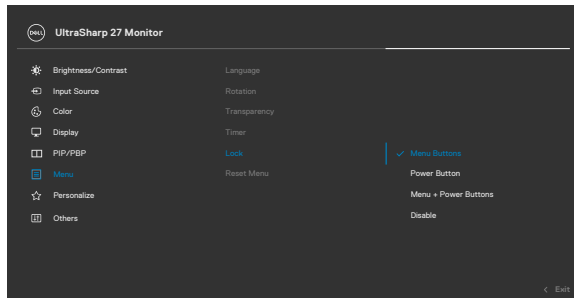 DELL UltraSharp 27 Monitor
Brightness/Contrast
Input Source
Color
Display
PIP/PBP
Menu
Personalize
Others
Language
Rotation
Transparency
Timer
Lock
Reset Menu
Menu Buttons
Power Button
Menu + Power Buttons
Disable
Exit